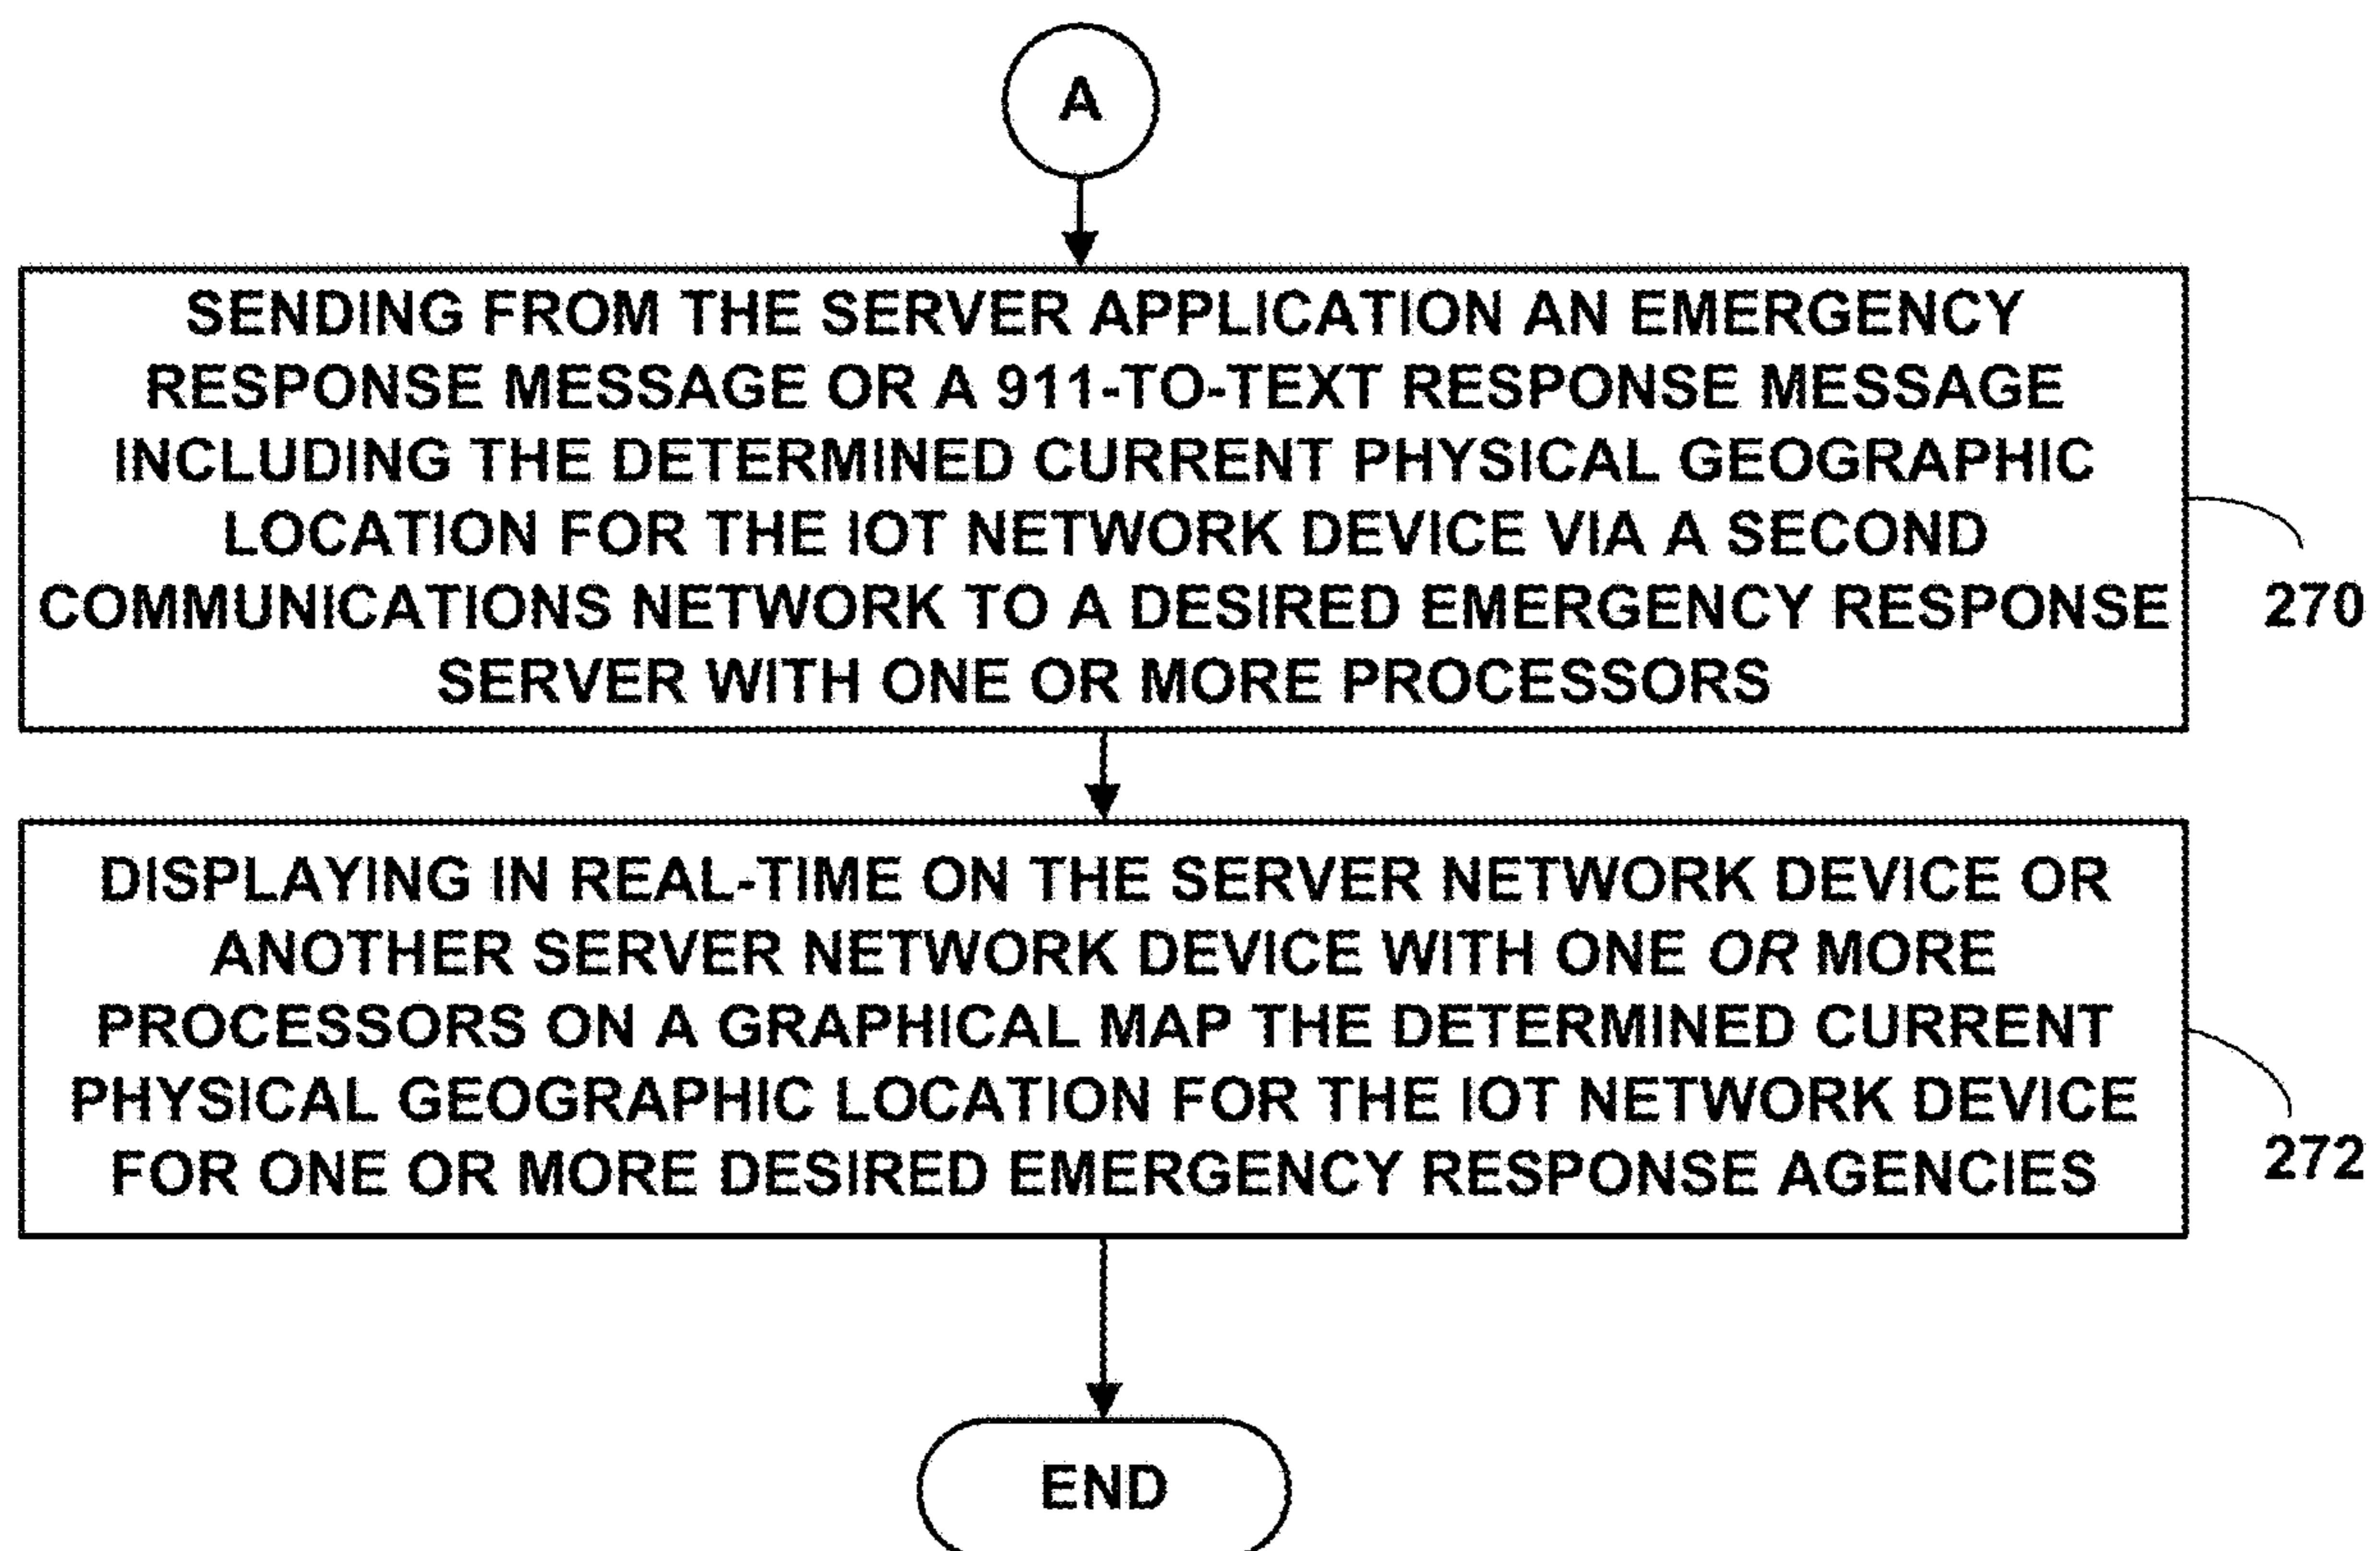 A
SENDING FROM THE SERVER APPLICATION AN EMERGENCY
RESPONSE MESSAGE OR A 911-TO-TEXT RESPONSE MESSAGE
INCLUDING THE DETERMINED CURRENT PHYSICAL GEOGRAPHIC
LOCATION FOR THE IOT NETWORK DEVICE VIA A SECOND
COMMUNICATIONS NETWORK TO A DESIRED EMERGENCY RESPONSE
SERVER WITH ONE OR MORE PROCESSORS
270
DISPLAYING IN REAL-TIME ON THE SERVER NETWORK DEVICE OR
ANOTHER SERVER NETWORK DEVICE WITH ONE OR MORE
PROCESSORS ON A GRAPHICAL MAP THE DETERMINED CURRENT
PHYSICAL GEOGRAPHIC LOCATION FOR THE IOT NETWORK DEVICE
FOR ONE OR MORE DESIRED EMERGENCY RESPONSE AGENCIES
272
END